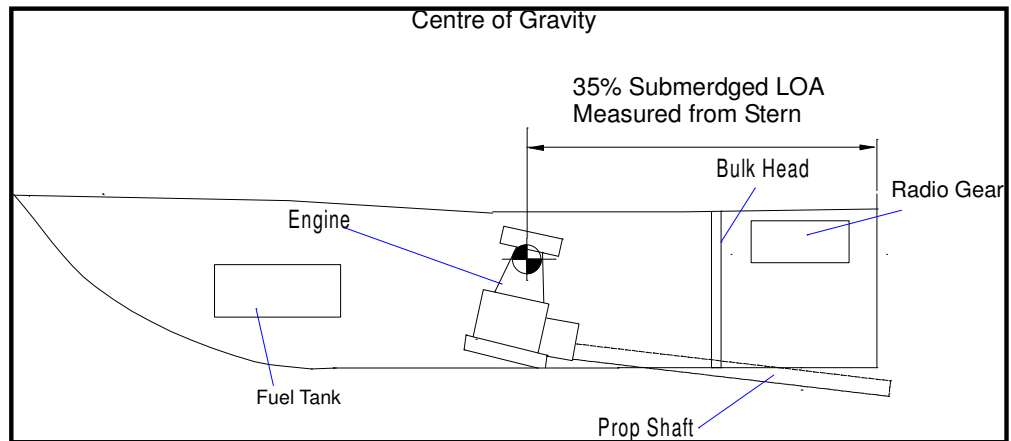 Centre of Gravity
35% Submerdged LOA
Measured from Stern
Bulk Head
Radio Gear
Engine
Fuel Tank
Prop Shaft